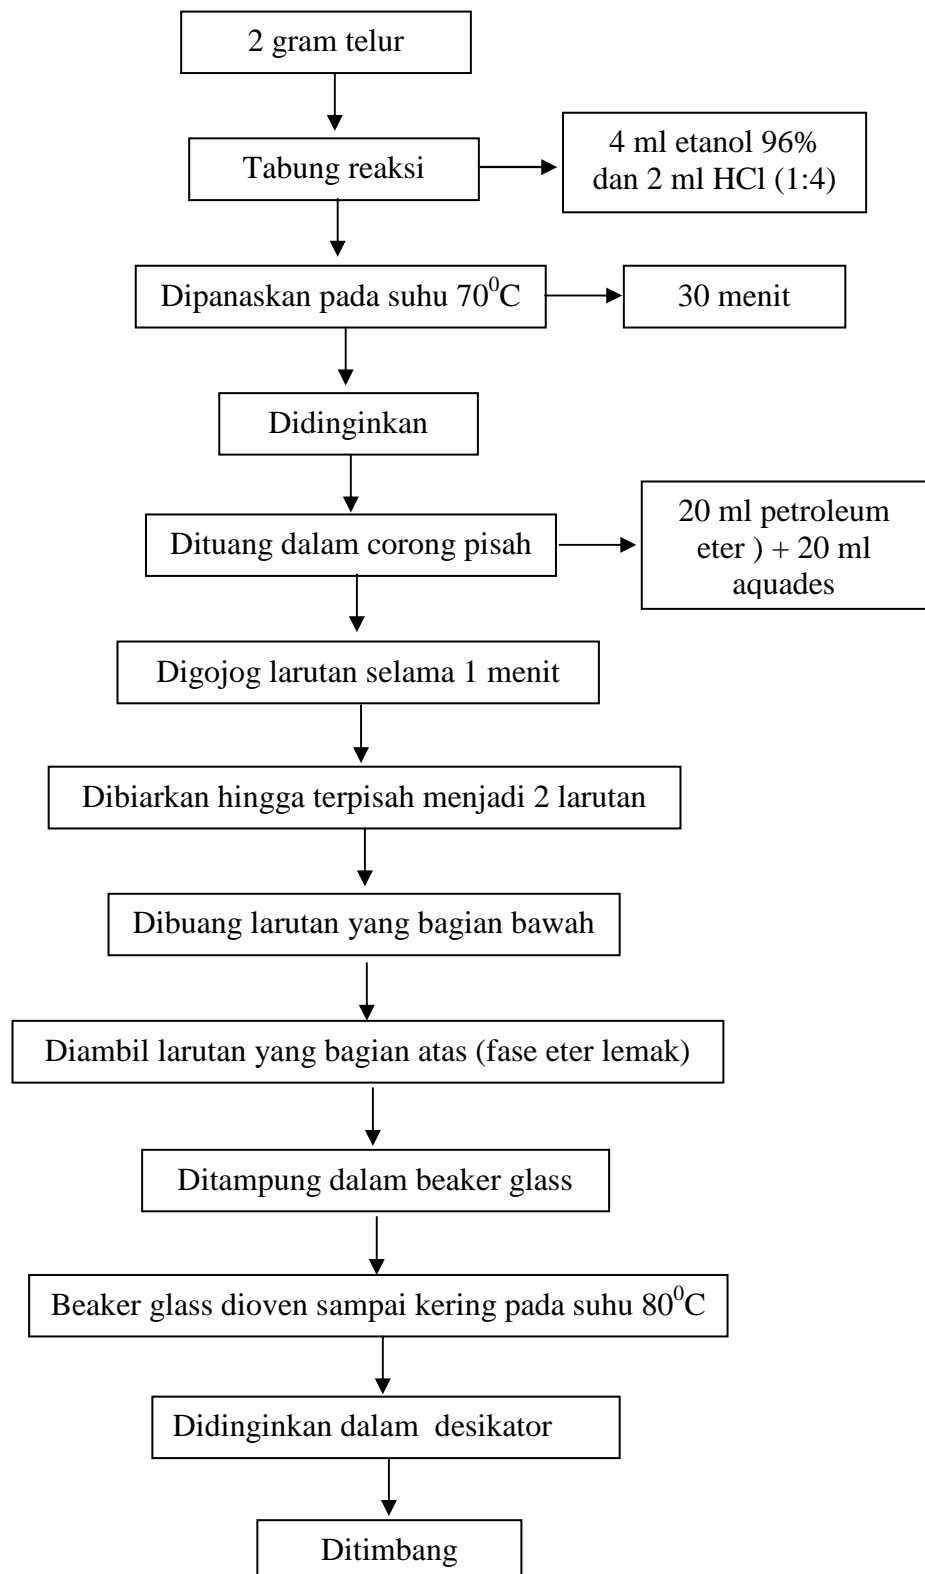 2 gram telur
Tabung reaksi
4 ml etanol 96%
dan 2 ml HCl (1:4)
Dipanaskan pada suhu 70⁰C
30 menit
Didinginkan
Dituang dalam corong pisah
20 ml petroleum
eter ) + 20 ml
aquades
Digojog larutan selama 1 menit
Dibiarkan hingga terpisah menjadi 2 larutan
Dibuang larutan yang bagian bawah
Diambil larutan yang bagian atas (fase eter lemak)
Ditampung dalam beaker glass
Beaker glass dioven sampai kering pada suhu 80⁰C
Didinginkan dalam  desikator
Ditimbang